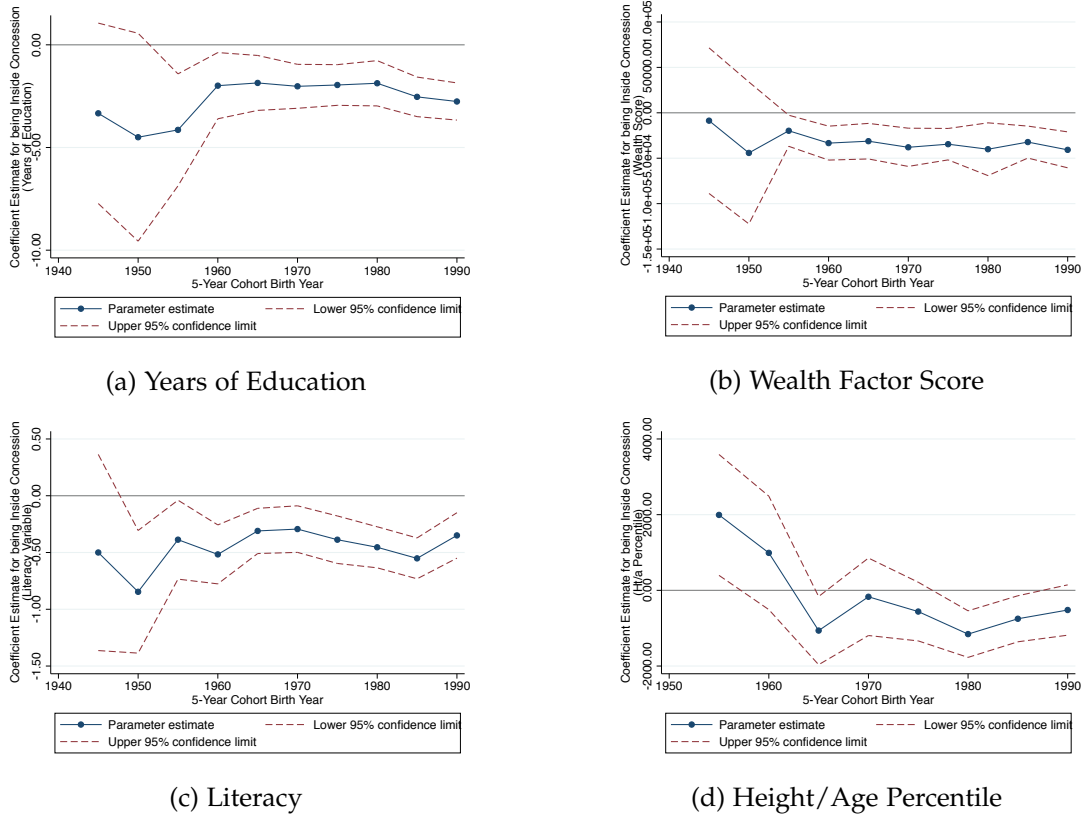 Coefficient Estimate for being Inside Concession
(Years of Education)
0.00
-5.00
-10.00
1940 1950 1960 1970 1980 1990
5-Year Cohort Birth Year
Parameter estimate Lower 95% confidence limit
Upper 95% confidence limit
(a) Years of Education
Coefficient Estimate for being Inside Concession
(Wealth Score)
50000.00
0.00
1940 1950 1960 1970 1980 1990
5-Year Cohort Birth Year
Parameter estimate Lower 95% confidence limit
Upper 95% confidence limit
(b) Wealth Factor Score
Coefficient Estimate for being Inside Concession
(Literacy Variable)
0.50
0.00
-0.50
-1.00
-1.50
1940 1950 1960 1970 1980 1990
5-Year Cohort Birth Year
Parameter estimate Lower 95% confidence limit
Upper 95% confidence limit
(c) Literacy
Coefficient Estimate for being Inside Concession
(Ht/a Percentile)
4000.00
2000.00
0.00
-2000.00
1950 1960 1970 1980 1990
5-Year Cohort Birth Year
Parameter estimate Lower 95% confidence limit
Upper 95% confidence limit
(d) Height/Age Percentile